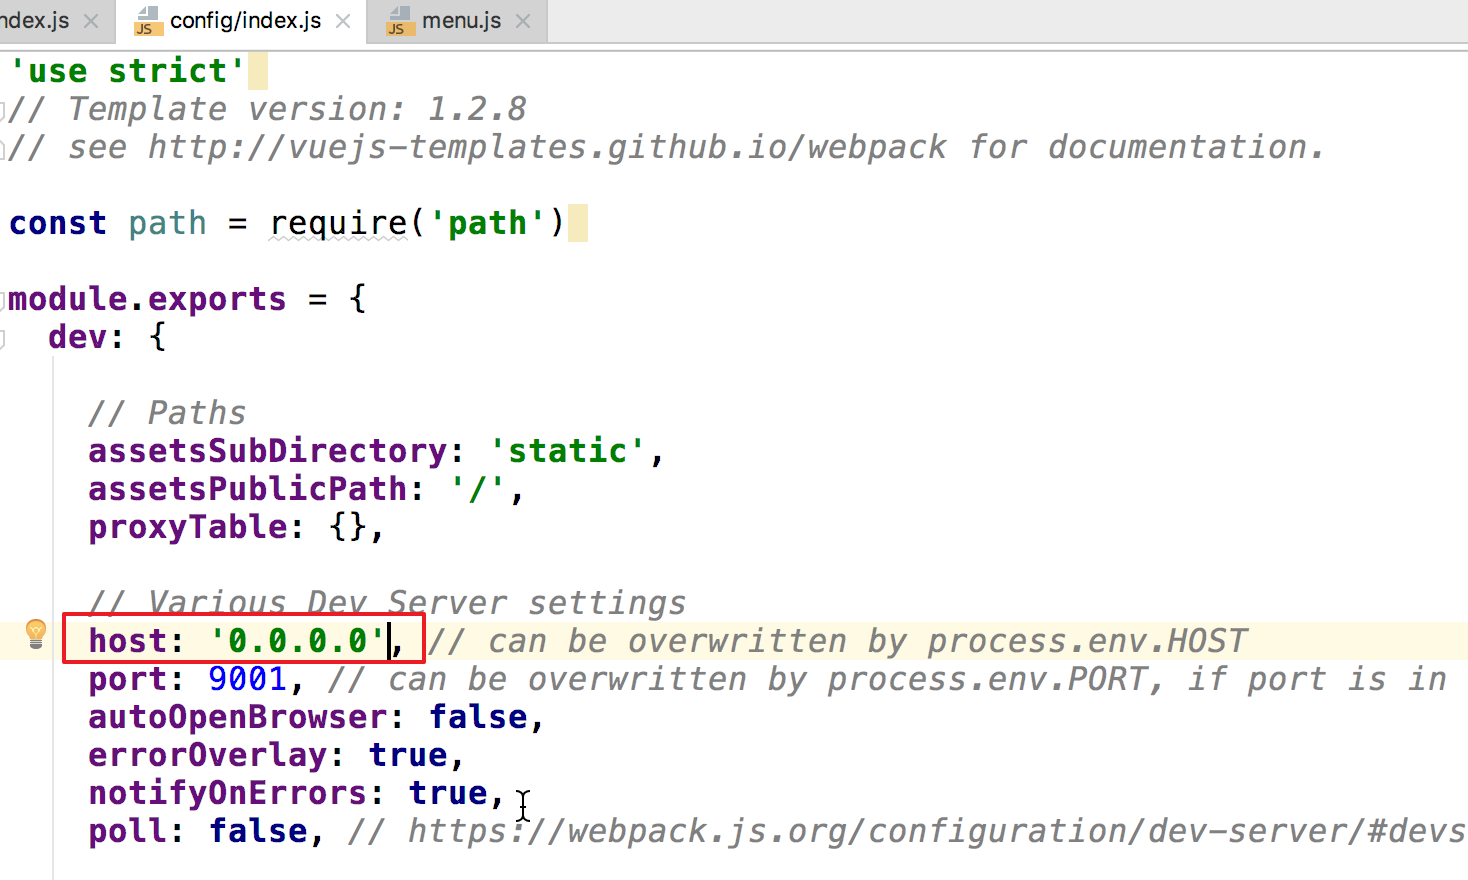 ndex.js
config/index.js
menu.js
JS
JS
'use strict'
// Template version: 1.2.8
// see http://vuejs-templates.github.io/webpack for documentation.
const path = require('path')
module.exports = {
dev: {
// Paths
assetsSubDirectory: 'static',
assetsPublicPath: '/',
proxyTable: {},
// Various Dev Server settings
host: '0.0.0.0', // can be overwritten by process.env.HOST
port: 9001, // can be overwritten by process.env.PORT, if port is in
autoOpenBrowser: false,
errorOverlay: true,
notifyOnErrors: true,
poll: false, // https://webpack.js.org/configuration/dev-server/#devs